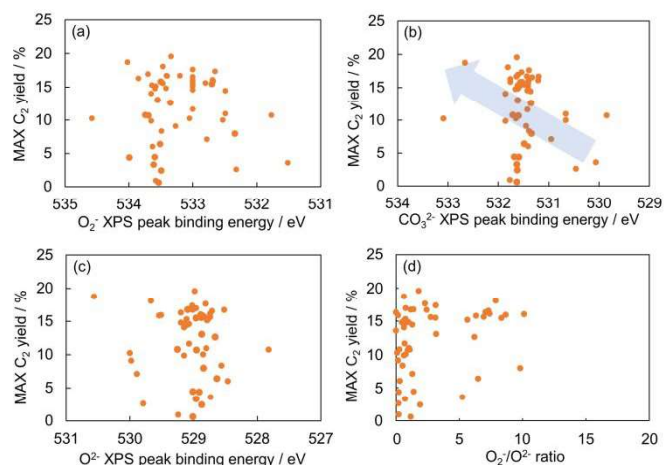 (a)
MAX C₂ yield / %
25
20
15
10
5
0
535 534 533 532 531
O₂⁻ XPS peak binding energy / eV
(b)
MAX C₂ yield / %
25
20
15
10
5
0
534 533 532 531 530 529
CO₃²⁻ XPS peak binding energy / eV
(c)
MAX C₂ yield / %
25
20
15
10
5
0
531 530 529 528 527
O²⁻ XPS peak binding energy / eV
(d)
MAX C₂ yield / %
25
20
15
10
5
0
0 5 10 15 20
O₂⁻/O²⁻ ratio